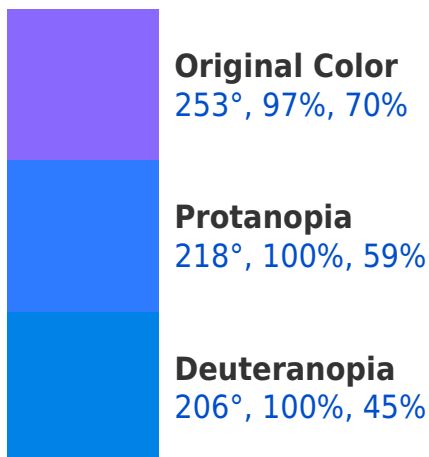 Original Color
253°, 97%, 70%
Protanopia
218°, 100%, 59%
Deuteranopia
206°, 100%, 45%